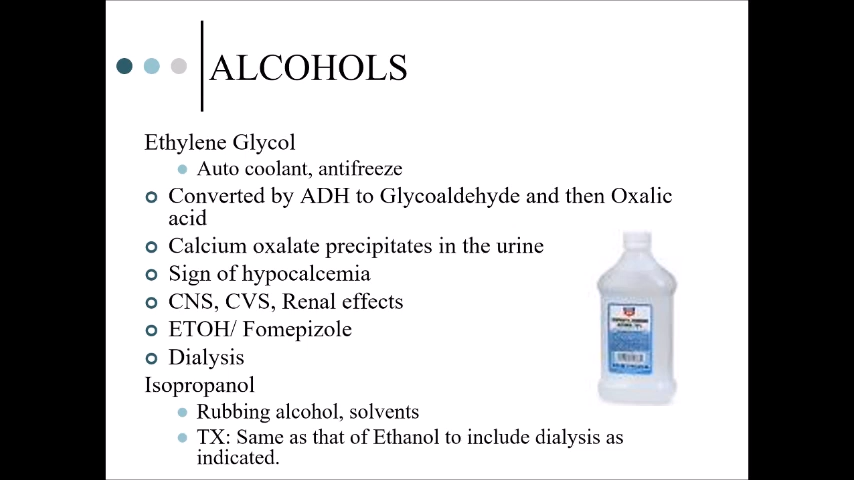 ALCOHOLS
Ethylene Glycol
Auto coolant, antifreeze
Converted by ADH to Glycoaldehyde and then Oxalic
acid
Calcium oxalate precipitates in the urine
Sign of hypocalcemia
CNS, CVS, Renal effects
ETOH/ Fomepizole
Dialysis
Isopropanol
Rubbing alcohol, solvents
TX: Same as that of Ethanol to include dialysis as
indicated.